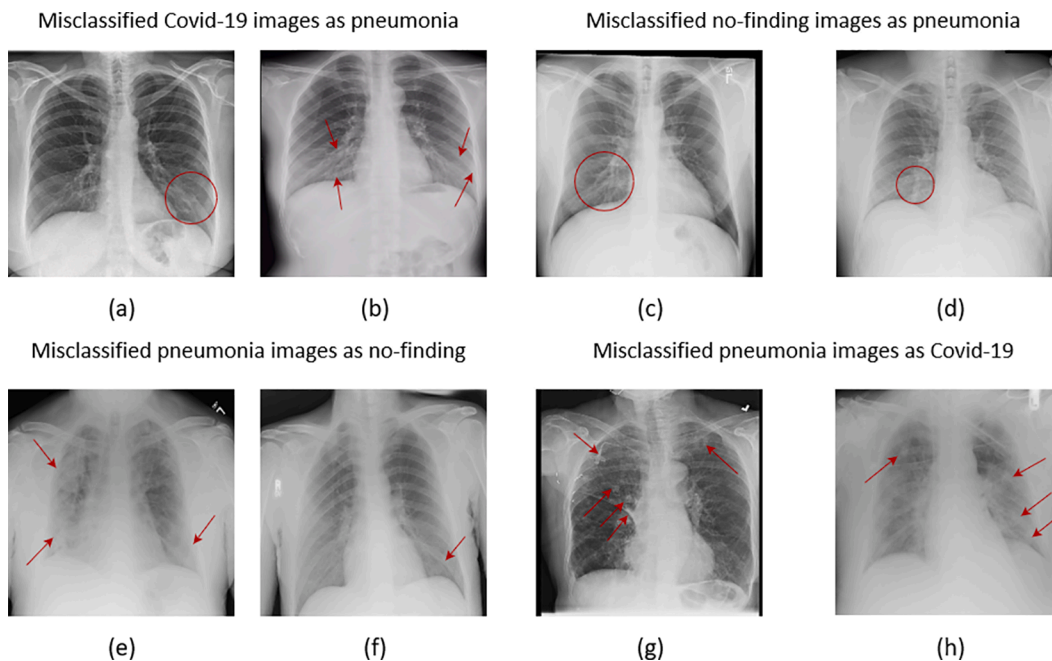 Misclassified Covid-19 images as pneumonia
Misclassified no-finding images as pneumonia
(a)
(b)
(c)
(d)
Misclassified pneumonia images as no-finding
Misclassified pneumonia images as Covid-19
(e)
(f)
(g)
(h)